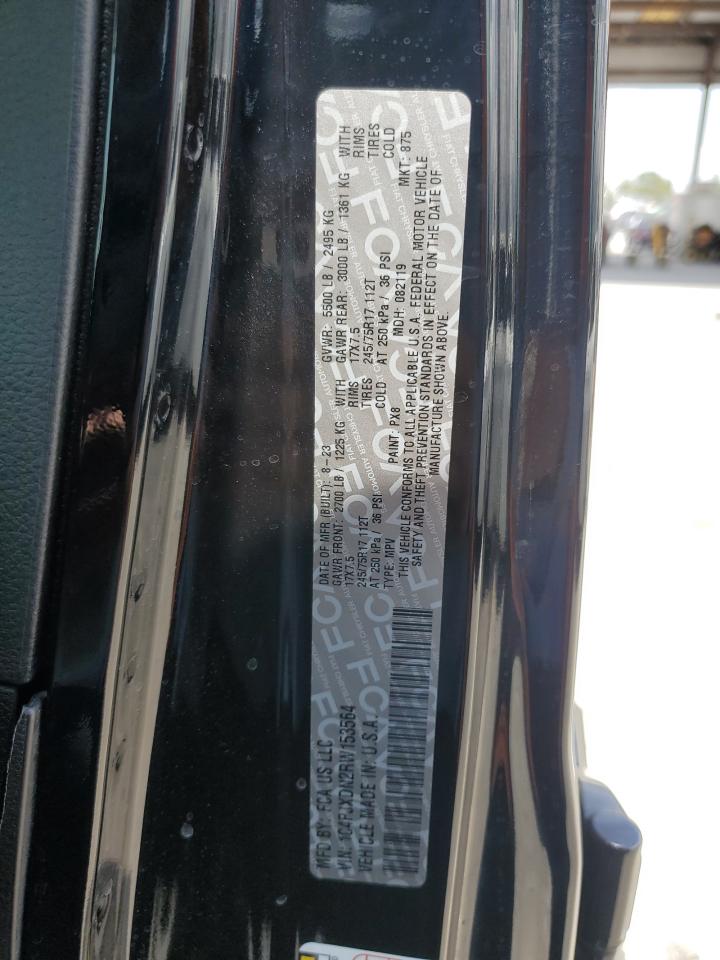 MFD BY: FCA US LLC DATE OF MFR (BUILT): 8-23 GVWR: 5500 LB / 2495 KG
GAWR FRONT: 2700 LB / 1225 KG WITH GAWR REAR: 3000 LB / 1361 KG WITH
VIN: 1C4PJXDN2RW153564 17X7.5 RIMS 17X7.5 RIMS
245/75R17 112T TIRES 245/75R17 112T TIRES
VEHICLE MADE IN: U.S.A. AT 250 kPa / 36 PSI COLD AT 250 kPa / 36 PSI COLD
TYPE: MPV PAINT: PX8 MDH: 082119 MKT: 875
THIS VEHICLE CONFORMS TO ALL APPLICABLE U.S.A. FEDERAL MOTOR VEHICLE
SAFETY AND THEFT PREVENTION STANDARDS IN EFFECT ON THE DATE OF
MANUFACTURE SHOWN ABOVE.